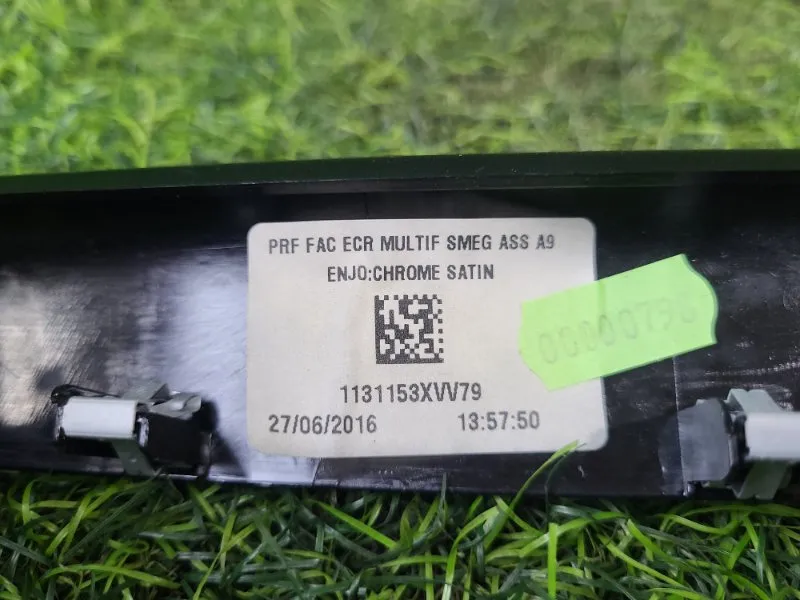 PRF FAC ECR MULTIF SMEG ASS A9
ENJO:CHROME SATIN
1131153XVV79
27/06/2016 13:57:50